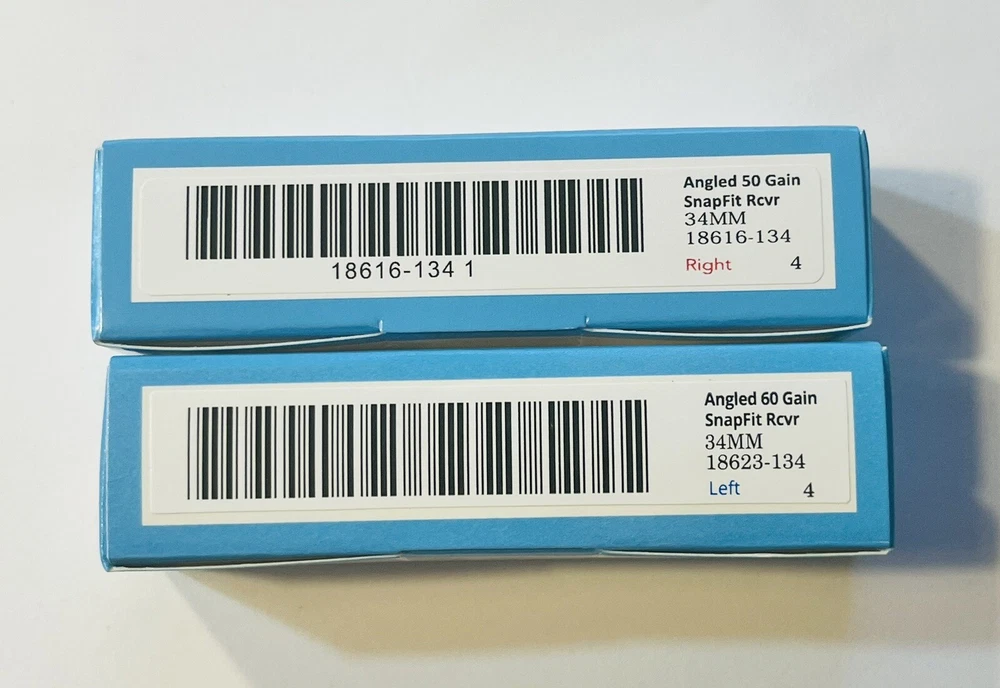 Angled 50 Gain
SnapFit Rcvr
34MM
18616-134
Right 4
18616-134 1
Angled 60 Gain
SnapFit Rcvr
34MM
18623-134
Left 4